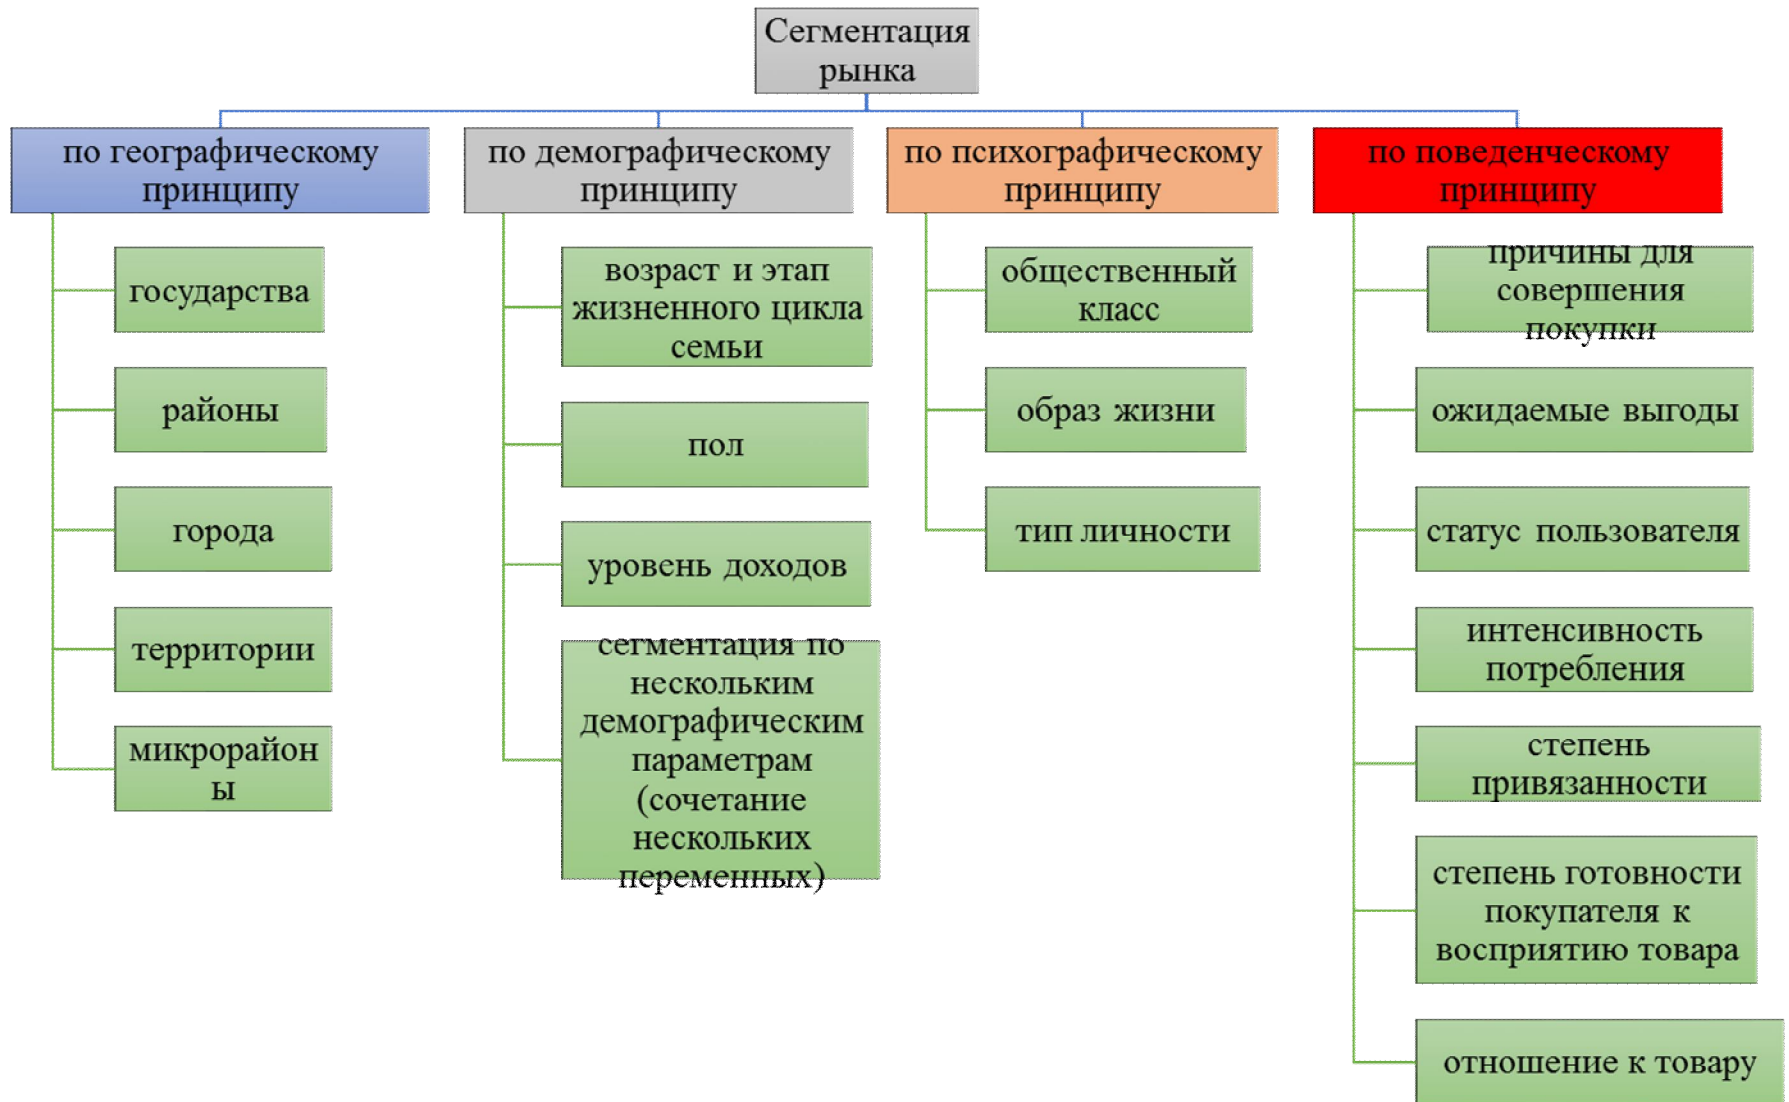 Сегментация
рынка
по географическому
принципу
государства
районы
города
территории
микрорайон
ы
по демографическому
принципу
возраст и этап
жизненного цикла
семьи
пол
уровень доходов
сегментация по
нескольким
демографическим
параметрам
(сочетание
нескольких
переменных)
по психографическому
принципу
общественный
класс
образ жизни
тип личности
по поведенческому
принципу
причины для
совершения
покупки
ожидаемые выгоды
статус пользователя
интенсивность
потребления
степень
привязанности
степень готовности
покупателя к
восприятию товара
отношение к товару